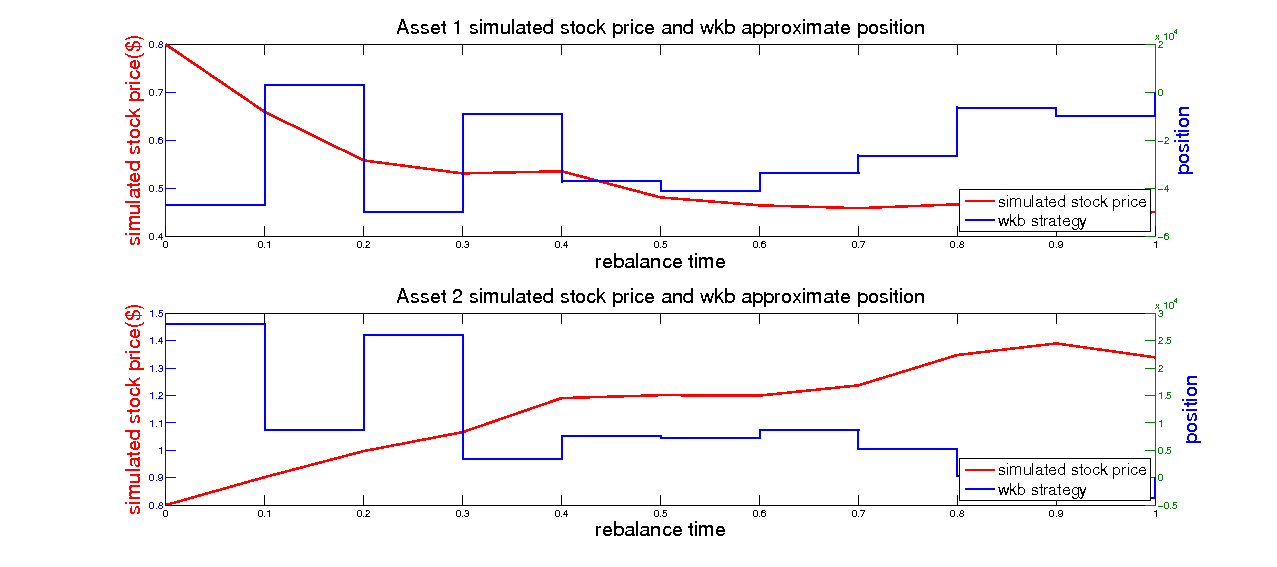 Asset 1 simulated stock price and wkb approximate position
x 10^4
simulated stock price($)
0.8
0.7
0.6
0.5
0.4
2
0
-2
-4
-6
position
simulated stock price
wkb strategy
0 0.1 0.2 0.3 0.4 0.5 0.6 0.7 0.8 0.9 1
rebalance time
Asset 2 simulated stock price and wkb approximate position
x 10^4
simulated stock price($)
1.5
1.4
1.3
1.2
1.1
1
0.9
0.8
3
2.5
2
1.5
1
0.5
0
-0.5
position
simulated stock price
wkb strategy
0 0.1 0.2 0.3 0.4 0.5 0.6 0.7 0.8 0.9 1
rebalance time